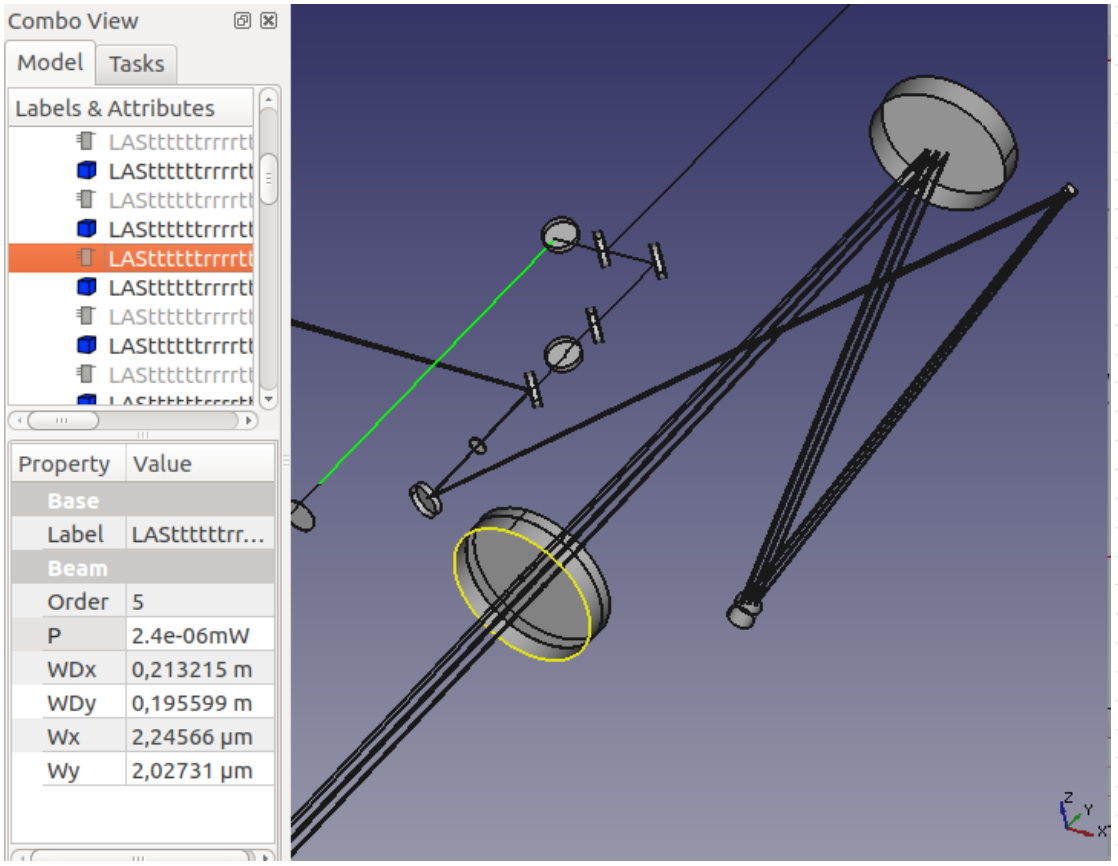 Combo View
Model Tasks
Labels & Attributes
LASttttttrrrrtt
LASttttttrrrrtt
LASttttttrrrrtt
LASttttttrrrrtt
LASttttttrrrrtt
LASttttttrrrrtt
LASttttttrrrrtt
LASttttttrrrrtt
LASttttttrrrrtt
LASttttttrrrrtt
Property Value
Base
Label LASttttttrr...
Beam
Order 5
P 2.4e-06mW
WDx 0,213215 m
WDy 0,195599 m
Wx 2,24566 µm
Wy 2,02731 µm
Z
Y
X